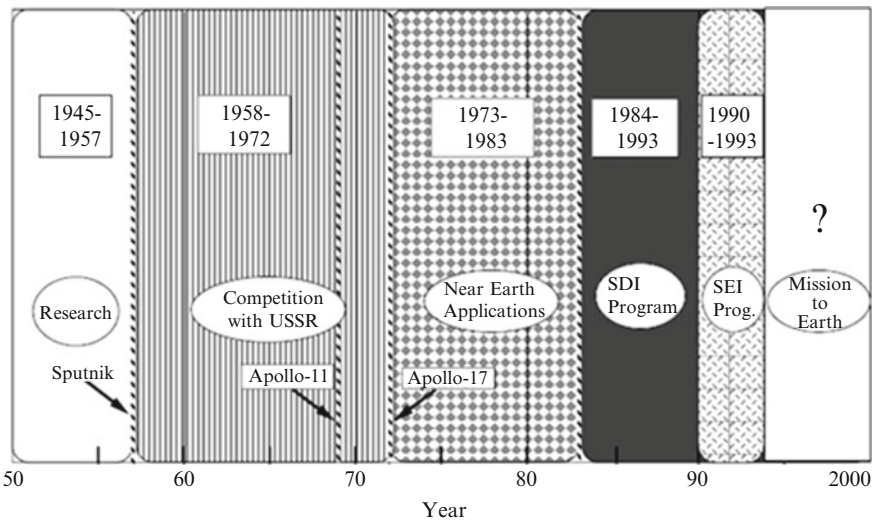 1945-
1957
1958-
1972
1973-
1983
1984-
1993
1990
-1993
?
Research
Competition
with USSR
Near Earth
Applications
SDI
Program
SEI
Prog.
Mission
to
Earth
Sputnik
Apollo-11
Apollo-17
50 60 70 80 90 2000
Year